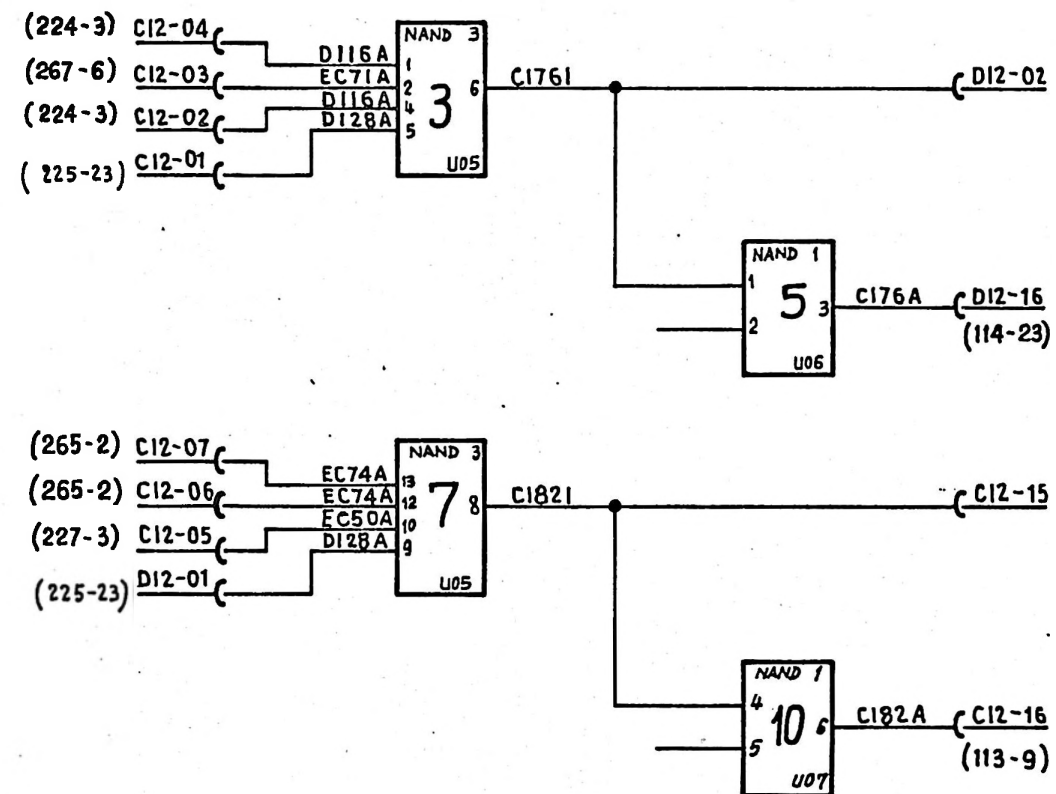 (224-3) C12-04
NAND 3
D116A
1
(267-6) C12-03
EC71A
2
3
6
C1761
D12-02
(224-3) C12-02
D116A
4
D128A
5
(225-23) C12-01
U05
NAND 1
1
5
3
C176A
D12-16
2
(114-23)
U06
(265-2) C12-07
NAND 3
EC74A
13
(265-2) C12-06
EC74A
12
7
8
C1821
C12-15
(227-3) C12-05
EC50A
10
D128A
9
(225-23) D12-01
U05
NAND 1
4
10
6
C182A
C12-16
5
(113-9)
U07